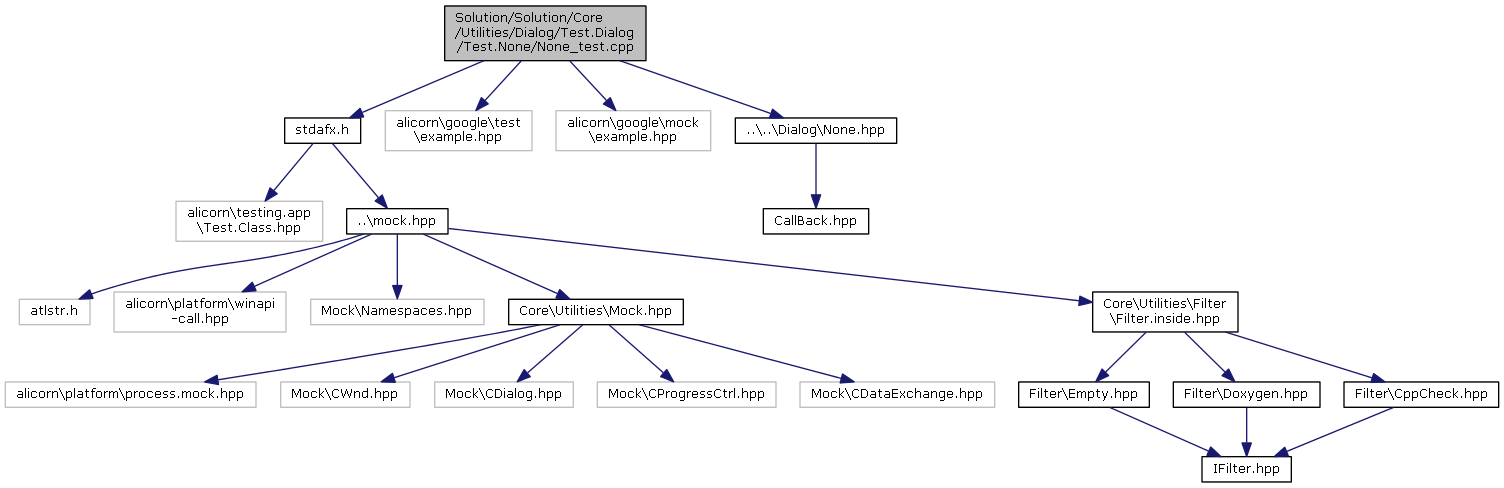 Solution/Solution/Core
/Utilities/Dialog/Test.Dialog
/Test.None/None_test.cpp
stdafx.h
alicorn\google\test
\example.hpp
alicorn\google\mock
\example.hpp
..\..\Dialog\None.hpp
alicorn\testing.app
\Test.Class.hpp
..\mock.hpp
CallBack.hpp
atlstr.h
alicorn\platform\winapi
-call.hpp
Mock\Namespaces.hpp
Core\Utilities\Mock.hpp
Core\Utilities\Filter
\Filter.inside.hpp
alicorn\platform\process.mock.hpp
Mock\CWnd.hpp
Mock\CDialog.hpp
Mock\CProgressCtrl.hpp
Mock\CDataExchange.hpp
Filter\Empty.hpp
Filter\Doxygen.hpp
Filter\CppCheck.hpp
IFilter.hpp